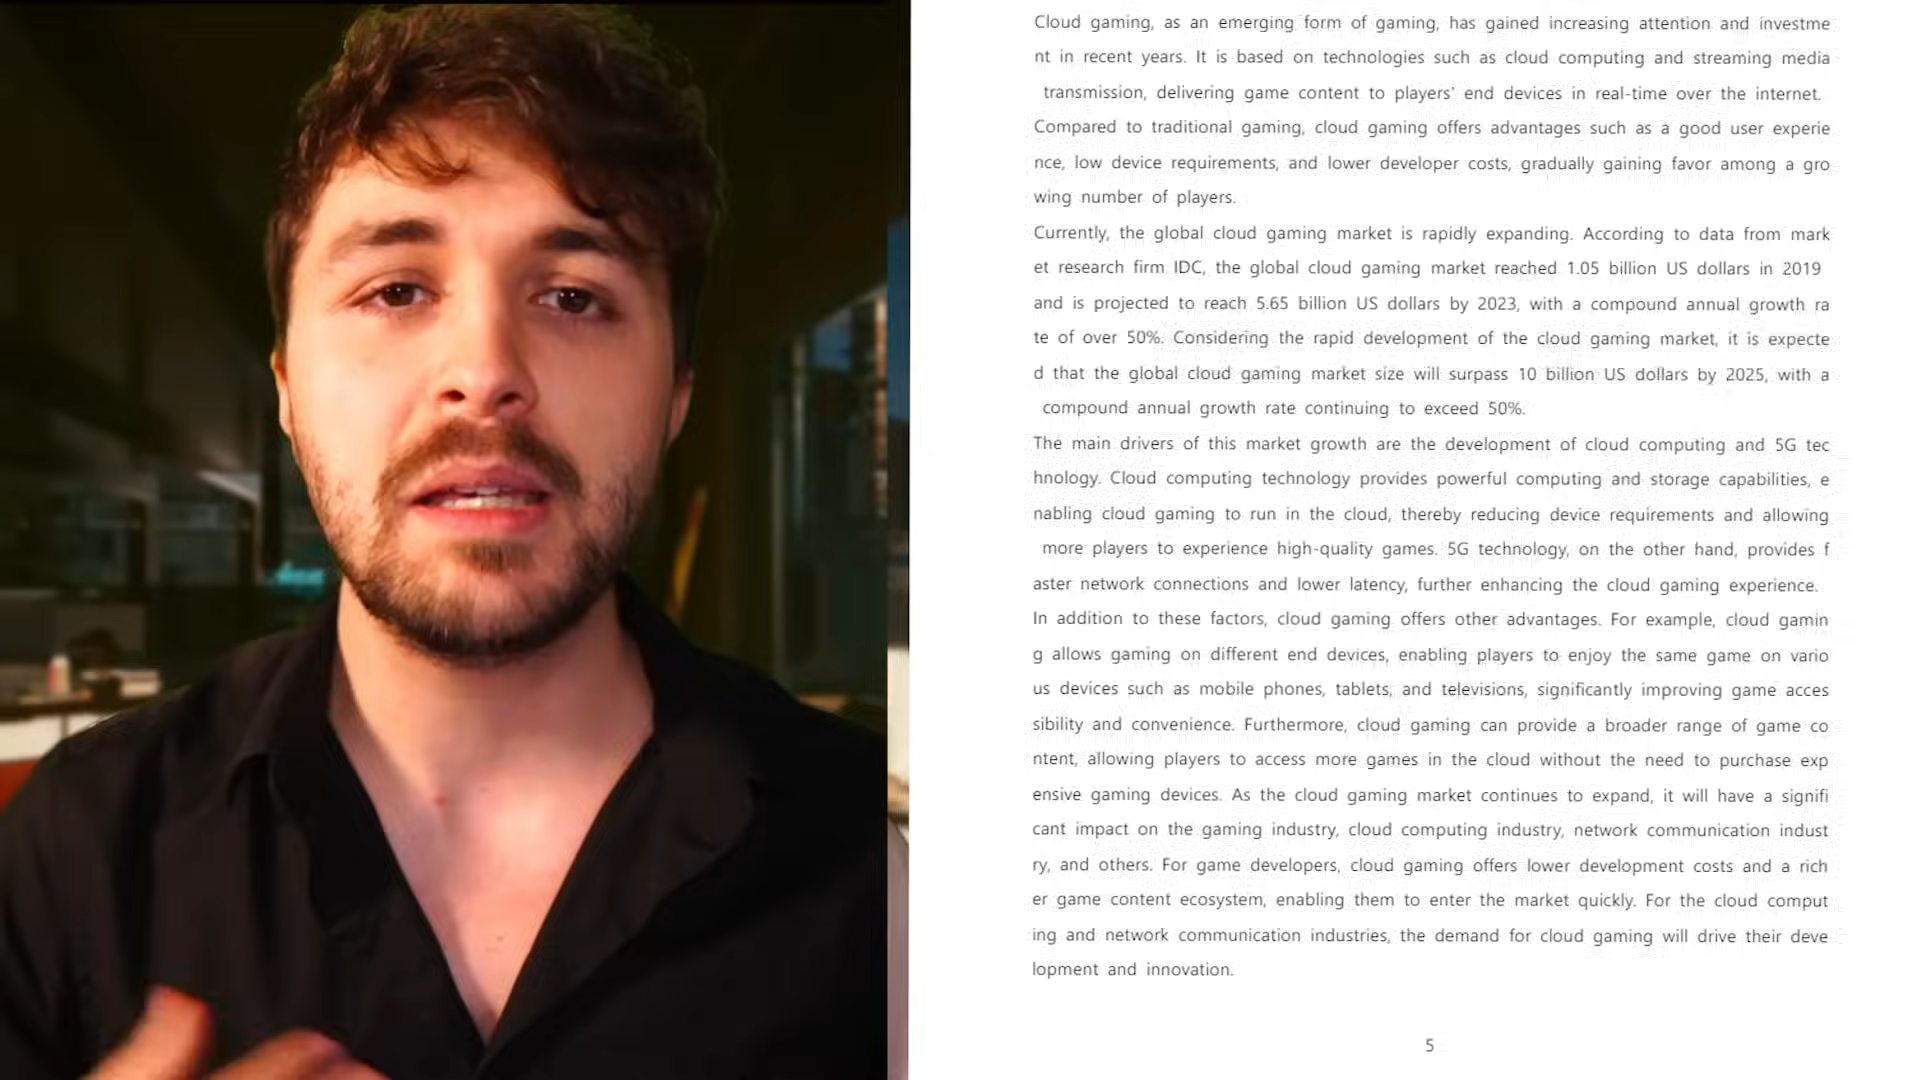 Cloud gaming, as an emerging form of gaming, has gained increasing attention and investme
nt in recent years. It is based on technologies such as cloud computing and streaming media
transmission, delivering game content to players' end devices in real-time over the internet.
Compared to traditional gaming, cloud gaming offers advantages such as a good user experie
nce, low device requirements, and lower developer costs, gradually gaining favor among a gro
wing number of players.
Currently, the global cloud gaming market is rapidly expanding. According to data from mark
et research firm IDC, the global cloud gaming market reached 1.05 billion US dollars in 2019
and is projected to reach 5.65 billion US dollars by 2023, with a compound annual growth ra
te of over 50%. Considering the rapid development of the cloud gaming market, it is expecte
d that the global cloud gaming market size will surpass 10 billion US dollars by 2025, with a
compound annual growth rate continuing to exceed 50%.
The main drivers of this market growth are the development of cloud computing and 5G tec
hnology. Cloud computing technology provides powerful computing and storage capabilities, e
nabling cloud gaming to run in the cloud, thereby reducing device requirements and allowing
more players to experience high-quality games. 5G technology, on the other hand, provides f
aster network connections and lower latency, further enhancing the cloud gaming experience.
In addition to these factors, cloud gaming offers other advantages. For example, cloud gamin
g allows gaming on different end devices, enabling players to enjoy the same game on vario
us devices such as mobile phones, tablets, and televisions, significantly improving game acces
sibility and convenience. Furthermore, cloud gaming can provide a broader range of game co
ntent, allowing players to access more games in the cloud without the need to purchase exp
ensive gaming devices. As the cloud gaming market continues to expand, it will have a signifi
cant impact on the gaming industry, cloud computing industry, network communication indust
ry, and others. For game developers, cloud gaming offers lower development costs and a rich
er game content ecosystem, enabling them to enter the market quickly. For the cloud comput
ing and network communication industries, the demand for cloud gaming will drive their deve
lopment and innovation.
5